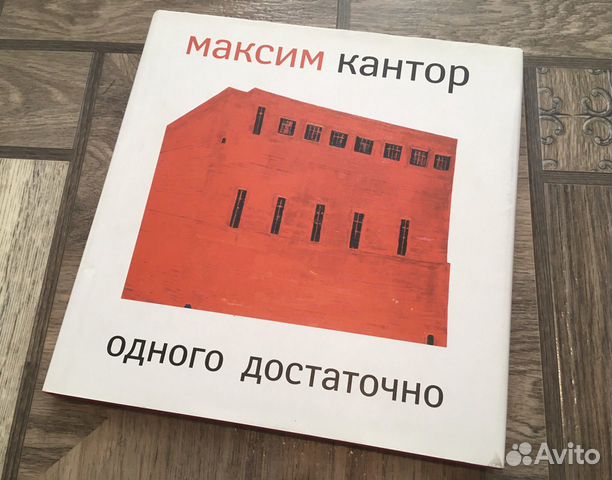 максим кантор
одного достаточно
Avito